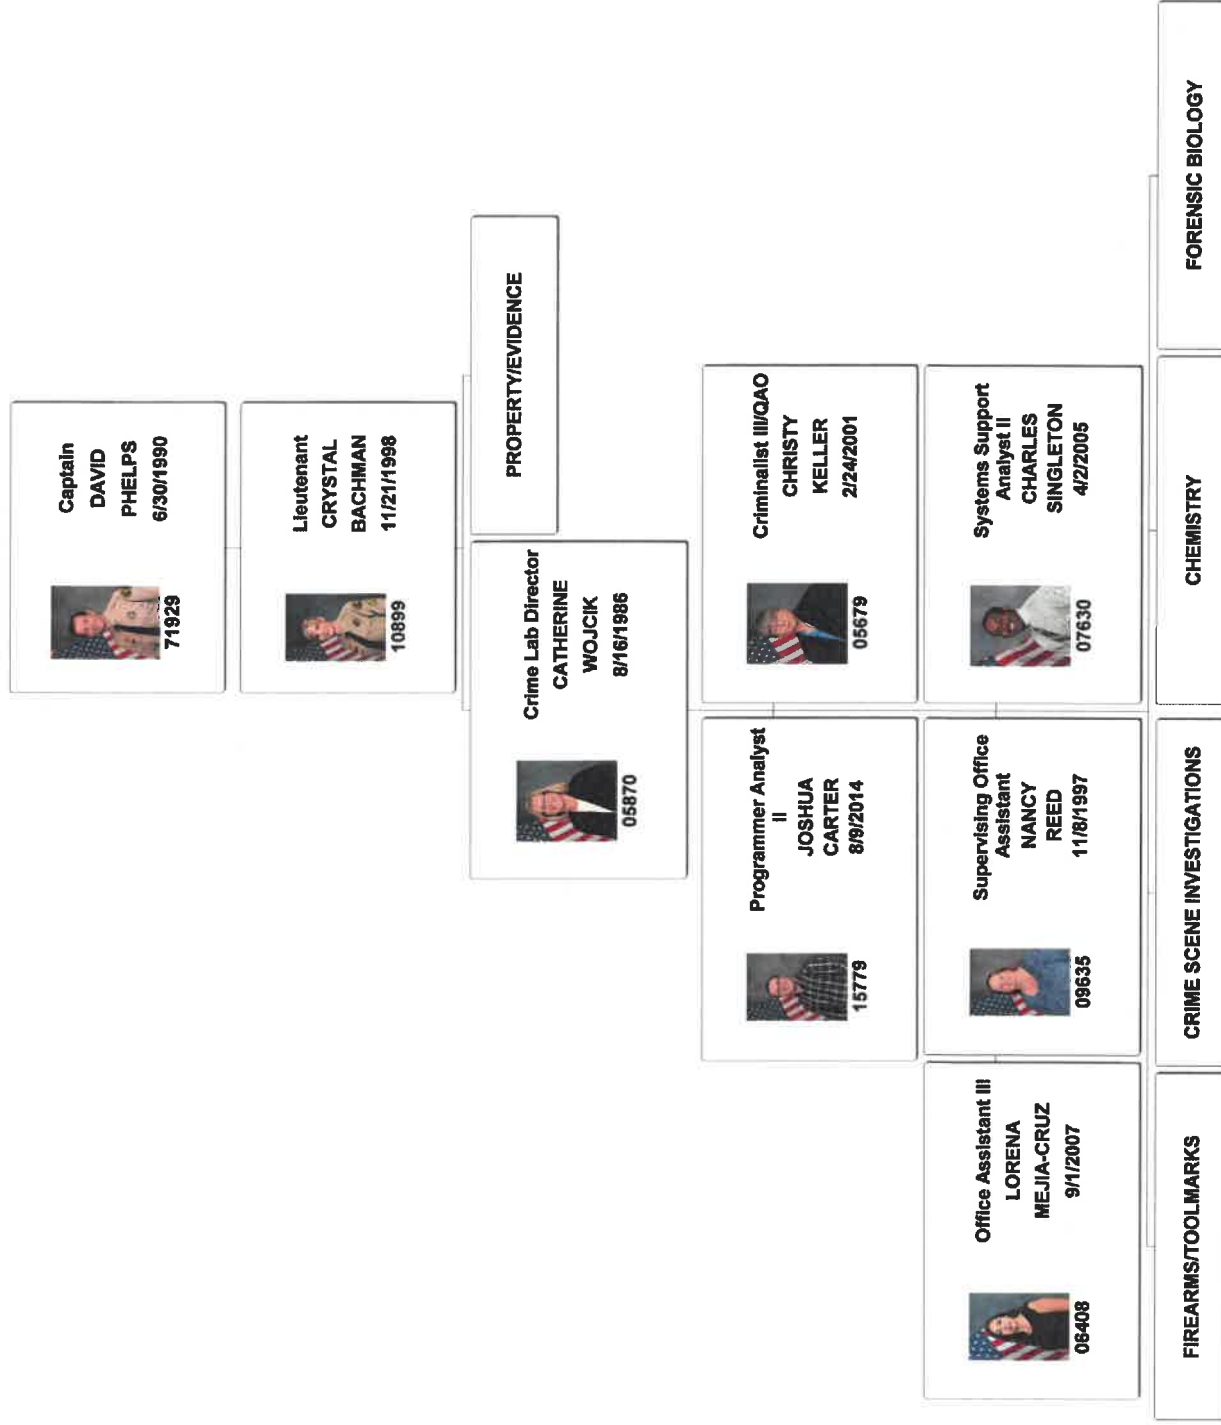 Captain
DAVID
PHELPS
6/30/1990
71929
Lieutenant
CRYSTAL
BACHMAN
11/21/1998
10899
Crime Lab Director
CATHERINE
WOJCIK
8/16/1986
05870
PROPERTY/EVIDENCE
Programmer Analyst
II
JOSHUA
CARTER
8/9/2014
15779
Criminalist III/QAO
CHRISTY
KELLER
2/24/2001
05679
Office Assistant III
LORENA
MEJIA-CRUZ
9/1/2007
06408
Supervising Office
Assistant
NANCY
REED
11/8/1997
09635
Systems Support
Analyst II
CHARLES
SINGLETON
4/2/2005
07630
FIREARMS/TOOLMARKS
CRIME SCENE INVESTIGATIONS
CHEMISTRY
FORENSIC BIOLOGY